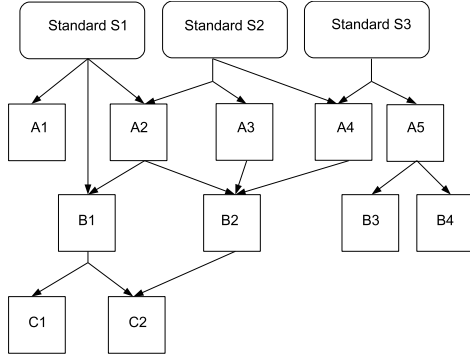 Standard S1
Standard S2
Standard S3
A1
A2
A3
A4
A5
B1
B2
B3
B4
C1
C2